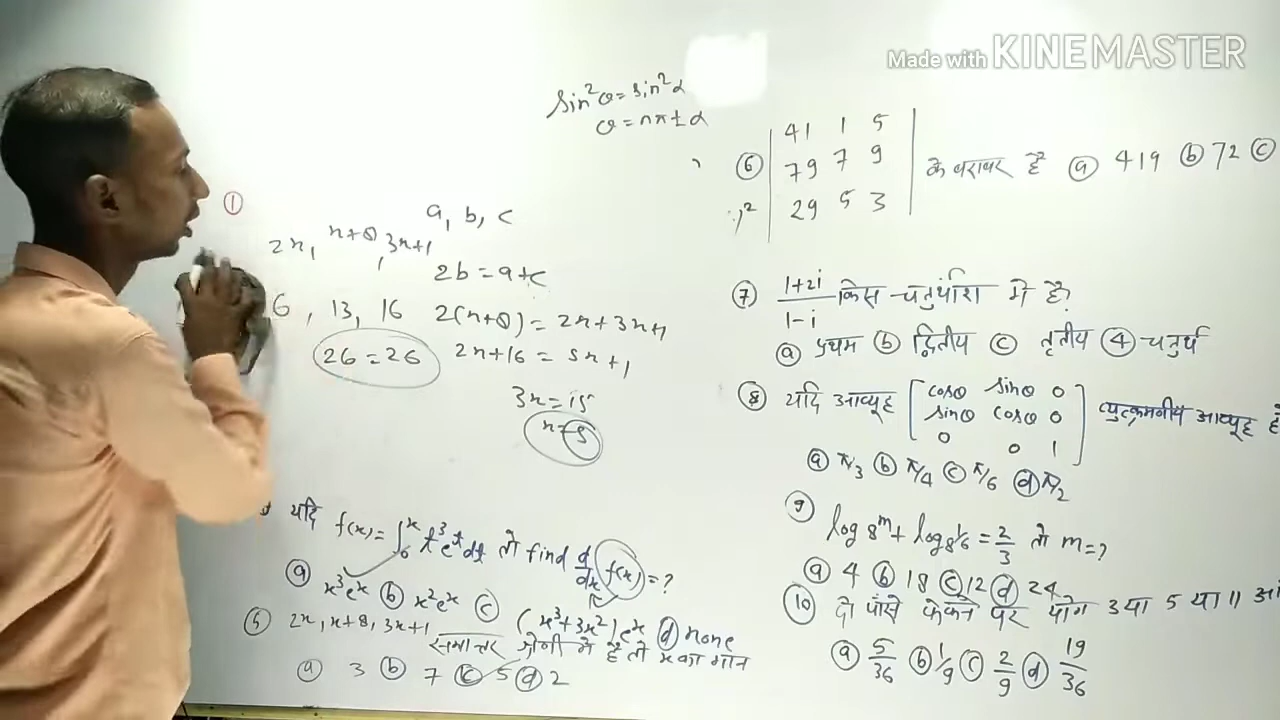 Made with KINEMASTER
sin²θ = sin²α
θ = nπ ± α
①
a, b, c
2x, x+8, 3x+1
2b = a+c
6, 13, 16
2(x+8) = 2x+3x+1
26 = 26
2x+16 = 5x+1
3x = 15
x = 5
यदि f(x) = ∫₀ˣ t³eᵗdt तो find d/dx f(x) = ?
ⓐ x³eˣ ⓑ x²eˣ ⓒ (x³+3x²)eˣ ⓓ none
⑤ 2x, x+8, 3x+1 समान्तर श्रेणी में है तो x का मान
ⓐ 3 ⓑ 7 ⓒ 5 ⓓ 2
⑥ | 41 1 5
79 7 9
29 5 3 | के बराबर है ⓐ 419 ⓑ 72 ⓒ
⑦ (1+2i)/(1-i) किस चतुर्थांश में है?
ⓐ प्रथम ⓑ द्वितीय ⓒ तृतीय ④ चतुर्थ
⑧ यदि आव्यूह [ cosθ sinθ 0
sinθ cosθ 0
0 0 1 ] व्युत्क्रमणीय आव्यूह है
ⓐ π/3 ⓑ π/4 ⓒ π/6 ⓓ π/2
⑨ log 8ᵐ + log 8 1/6 = 2/3 तो m = ?
ⓐ 4 ⓑ 18 ⓒ 12 ⓓ 24
⑩ दो पाँसे फेकने पर योग 3 या 5 या 11
ⓐ 5/36 ⓑ 1/9 ⓒ 2/9 ⓓ 19/36